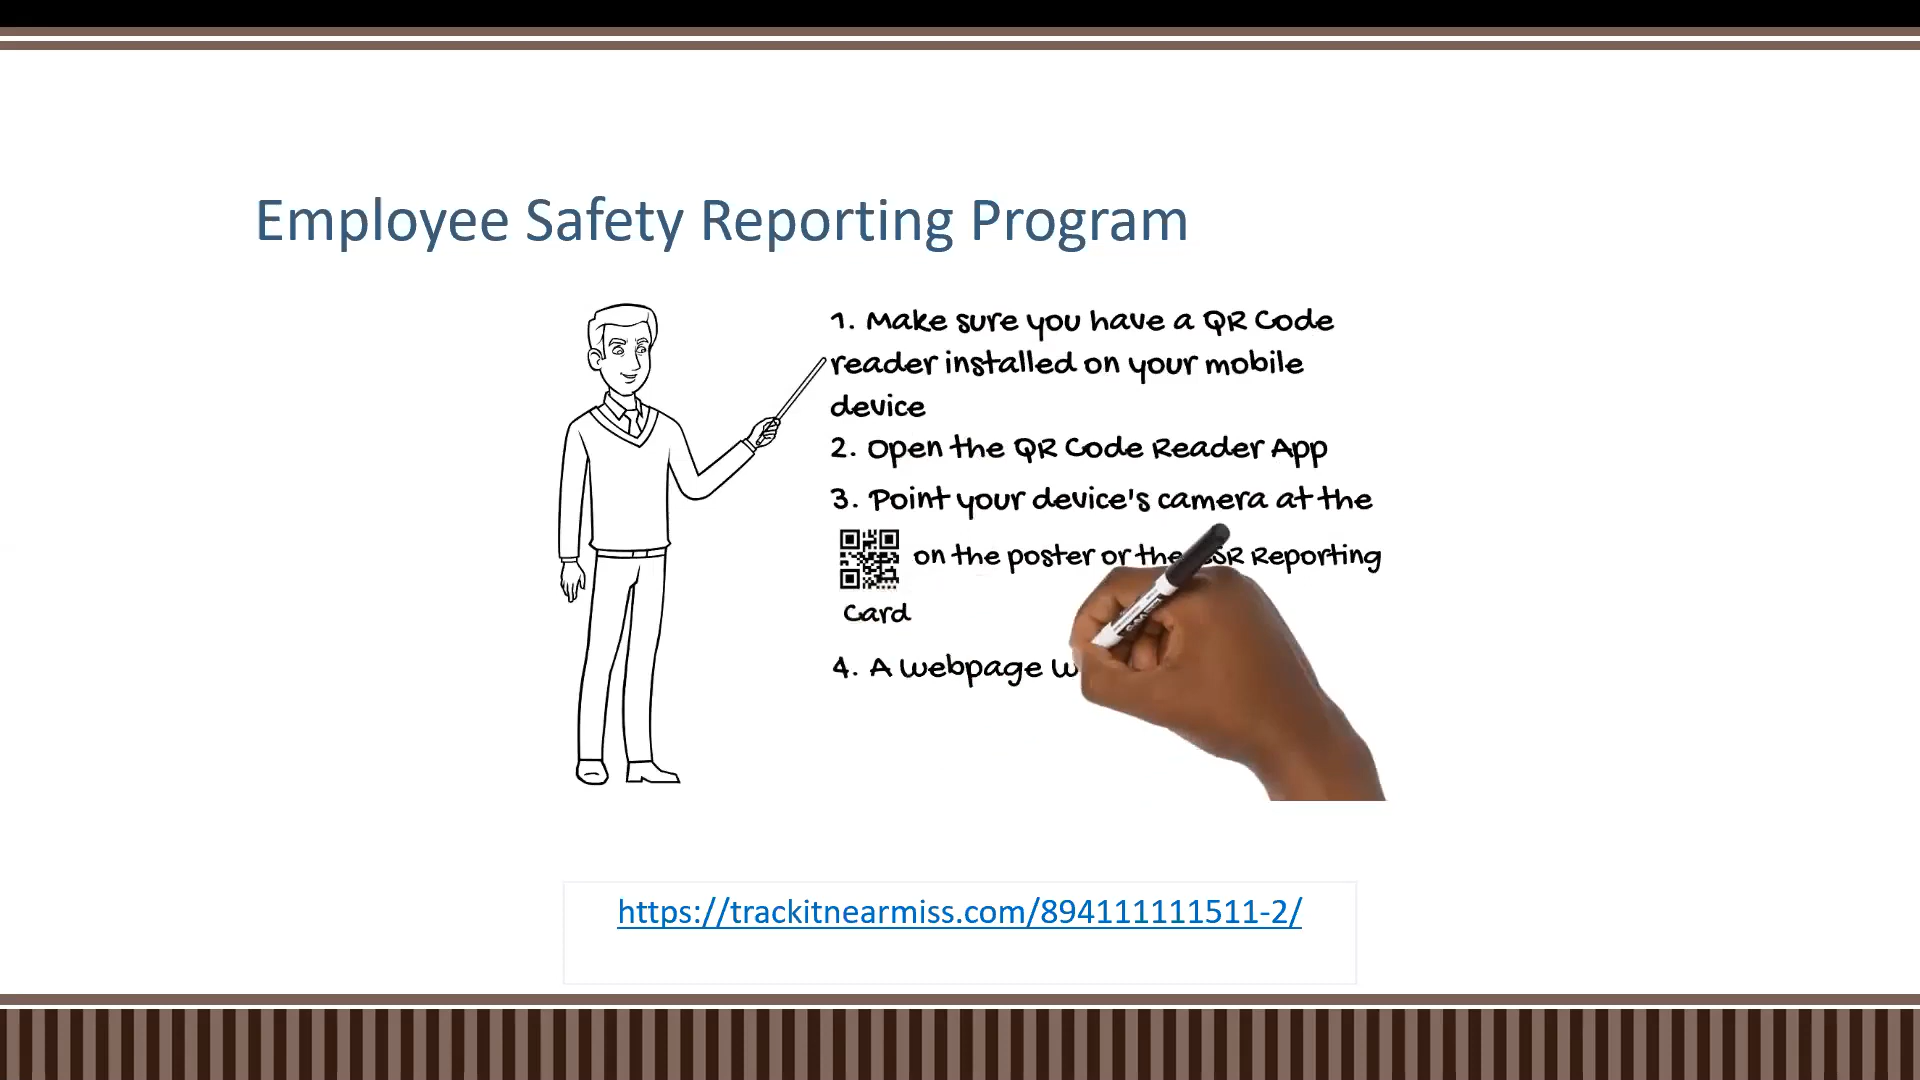 Employee Safety Reporting Program
1. Make sure you have a QR Code
reader installed on your mobile
device
2. Open the QR Code Reader App
3. Point your device's camera at the
on the poster or the Reporting
Card
4. A webpage
https://trackitnearmiss.com/894111111511-2/